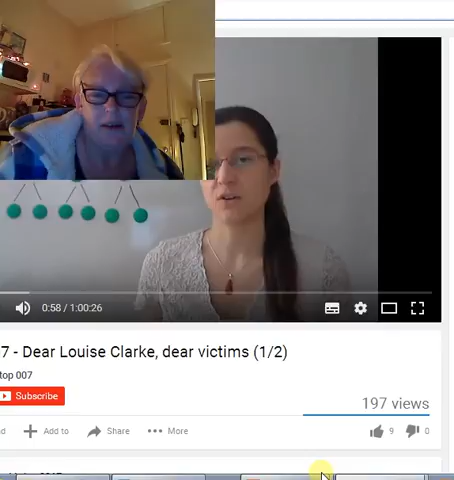 0:58 / 1:00:26
7 - Dear Louise Clarke, dear victims (1/2)
top 007
Subscribe
197 views
Add to
Share
More
9
0